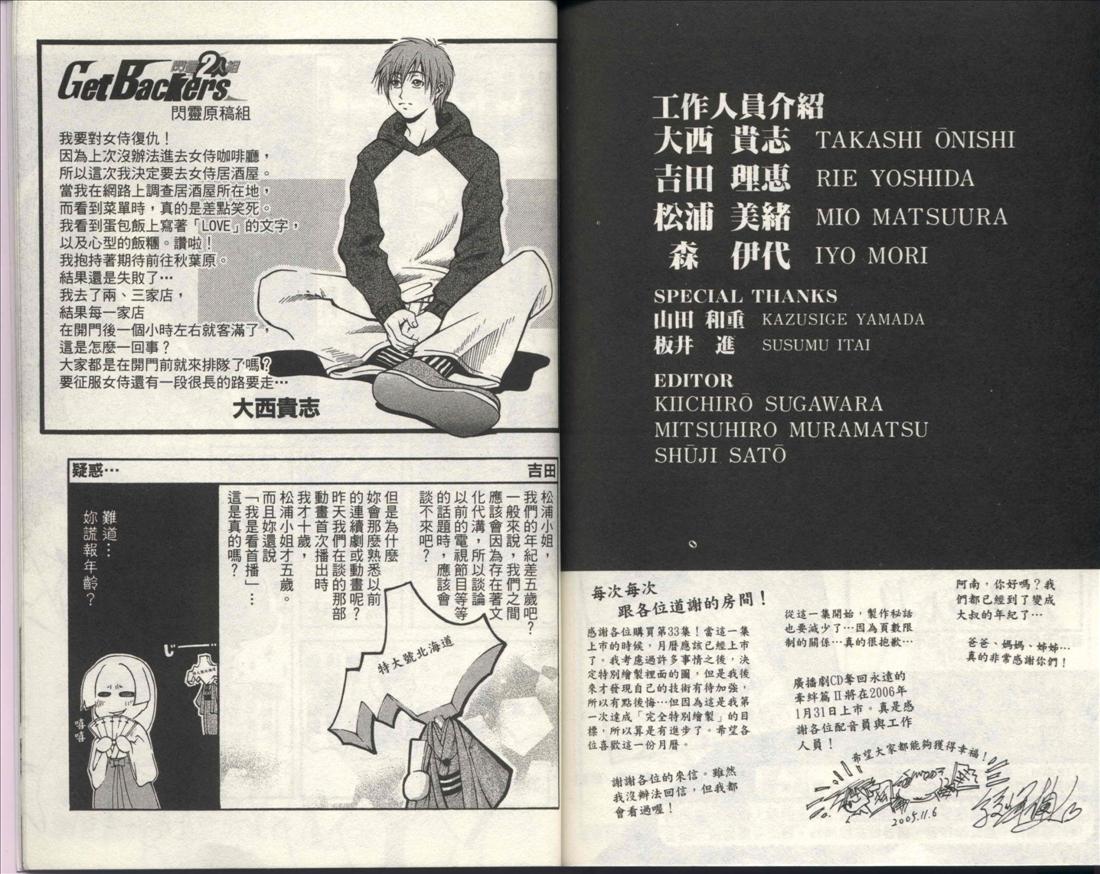 GetBackers
閃靈2人組
閃靈原稿組
我要對女侍復仇！
因為上次沒辦法進去女侍咖啡廳，
所以這次我決定要去女侍居酒屋。
當我在網路上調查居酒屋所在地，
而看到菜單時，真的是差點笑死。
我看到蛋包飯上寫著「LOVE」的文字，
以及心型的飯糰。讚啦！
我抱持著期待前往秋葉原。
結果還是失敗了…
我去了兩、三家店，
結果每一家店
在開門後一個小時左右就客滿了，
這是怎麼一回事？
大家都是在開門前就來排隊了嗎？
要征服女侍還有一段很長的路要走…
大西貴志
疑惑…
吉田
松浦小姐，
我們的年紀差五歲吧？
一般來說，我們之間
應該會因為存在著文
化代溝，所以談論
以前的電視節目等等
的話題時，應該會
談不來吧？
但是為什麼
妳會那麼熟悉以前
的連續劇或動畫呢？
昨天我們在談的那部
動畫首次播出時
我才十歲，
松浦小姐才五歲。
而且妳還說
「我是看首播」…
這是真的嗎？
特大號北海道
難道…
妳謊報年齡？
じーー
嘻嘻
工作人員介紹
大西 貴志 TAKASHI ŌNISHI
吉田 理恵 RIE YOSHIDA
松浦 美緒 MIO MATSUURA
森 伊代 IYO MORI
SPECIAL THANKS
山田 和重 KAZUSIGE YAMADA
板井 進 SUSUMU ITAI
EDITOR
KIICHIRŌ SUGAWARA
MITSUHIRO MURAMATSU
SHŪJI SATŌ
每次每次
跟各位道謝的房間！
感謝各位購買第33集！當這一集
上市的時候，月曆應該已經上市
了。我考慮過許多事情之後，決
定特別繪製裡面的圖，但是我後
來才發現自己的技術有待加強，
所以有點後悔…但因為這是我第
一次達成「完全特別繪製」的目
標，所以算是有進步了。希望各
位喜歡這一份月曆。
謝謝各位的來信。雖然
我沒辦法回信，但我都
會看過喔！
從這一集開始，製作秘話
也要減少了…因為頁數限
制的關係…真的很抱歉…
廣播劇CD奪回永遠的
牽絆篇Ⅱ將在2006年
1月31日上市。真是感
謝各位配音員與工作
人員！
阿南，你好嗎？我
們都已經到了變成
大叔的年紀了…
爸爸、媽媽、姊姊…
真的非常感謝你們！
希望大家都能夠獲得幸福！
2005.11.6